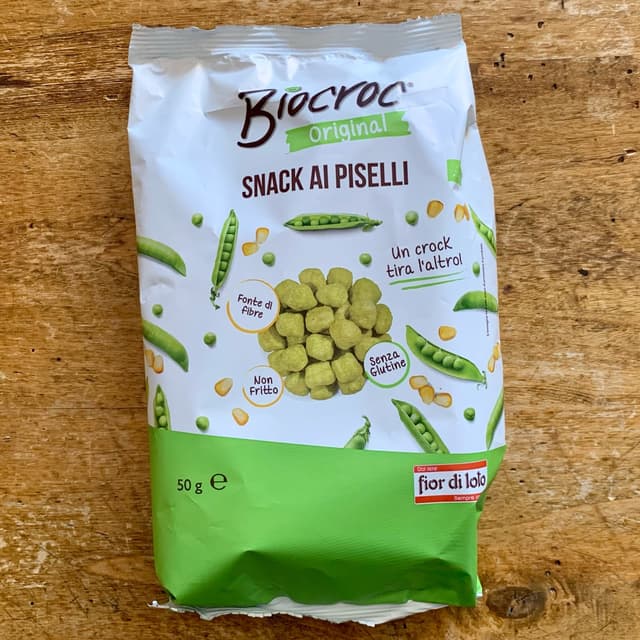 Biocroc
Original
SNACK AI PISELLI
Un crock
tira l'altro!
Fonte di
fibre
Senza
Glutine
Non
Fritto
50 g e
fior di loto
Sempre